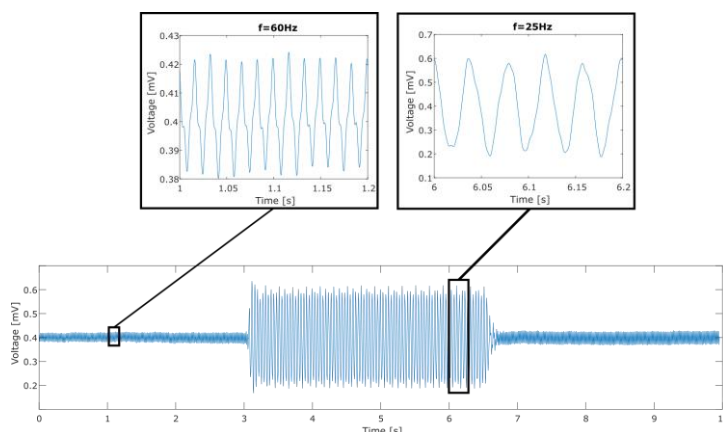 f=60Hz
Voltage [mV]
0.43
0.42
0.41
0.4
0.39
0.38
1 1.05 1.1 1.15 1.2
Time [s]
f=25Hz
Voltage [mV]
0.7
0.6
0.5
0.4
0.3
0.2
0.1
6 6.05 6.1 6.15 6.2
Time [s]
Voltage [mV]
0.6
0.5
0.4
0.3
0.2
0 1 2 3 4 5 6 7 8 9
Time [s]